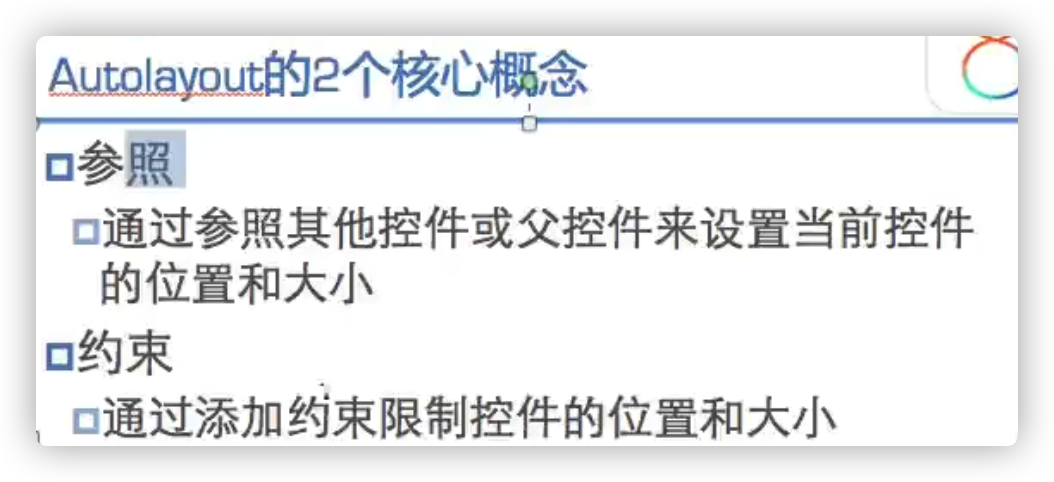 Autolayout的2个核心概念
参照
通过参照其他控件或父控件来设置当前控件
的位置和大小
约束
通过添加约束限制控件的位置和大小